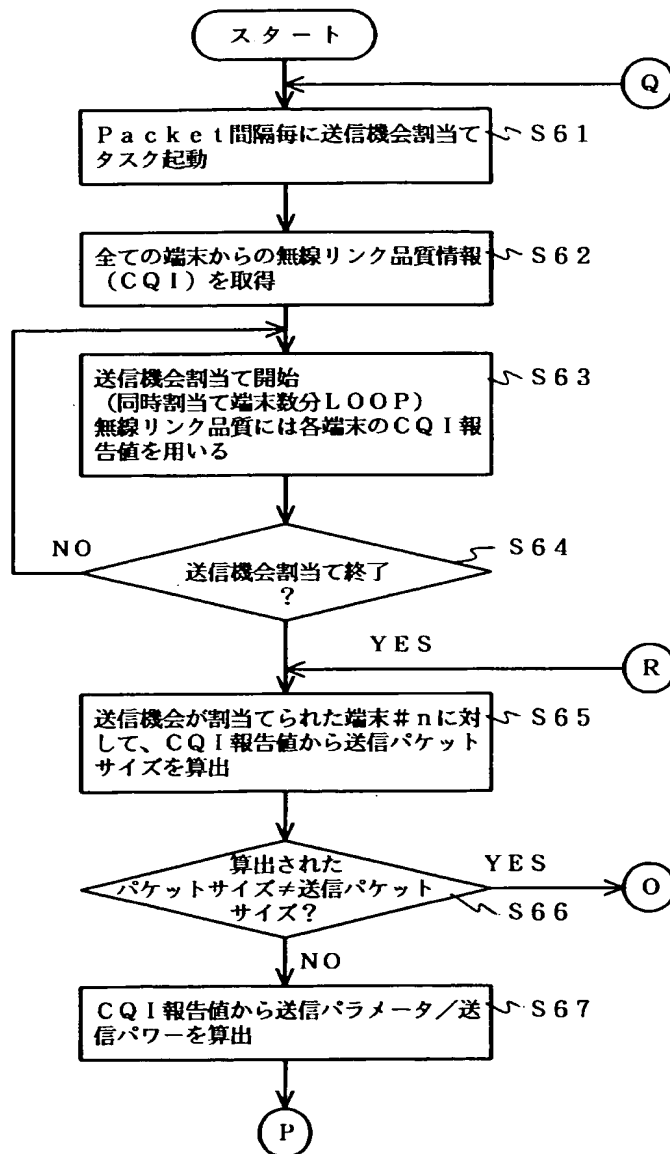 スタート
Q
Packet間隔毎に送信機会割当て
タスク起動
S61
全ての端末からの無線リンク品質情報
(CQI)を取得
S62
送信機会割当て開始
(同時割当て端末数分LOOP)
無線リンク品質には各端末のCQI報
告値を用いる
S63
NO
送信機会割当て終了
?
S64
YES
R
送信機会が割当てられた端末#nに対
して、CQI報告値から送信パケット
サイズを算出
S65
算出された
パケットサイズ≠送信パケット
サイズ?
YES
S66
O
NO
CQI報告値から送信パラメータ/送
信パワーを算出
S67
P